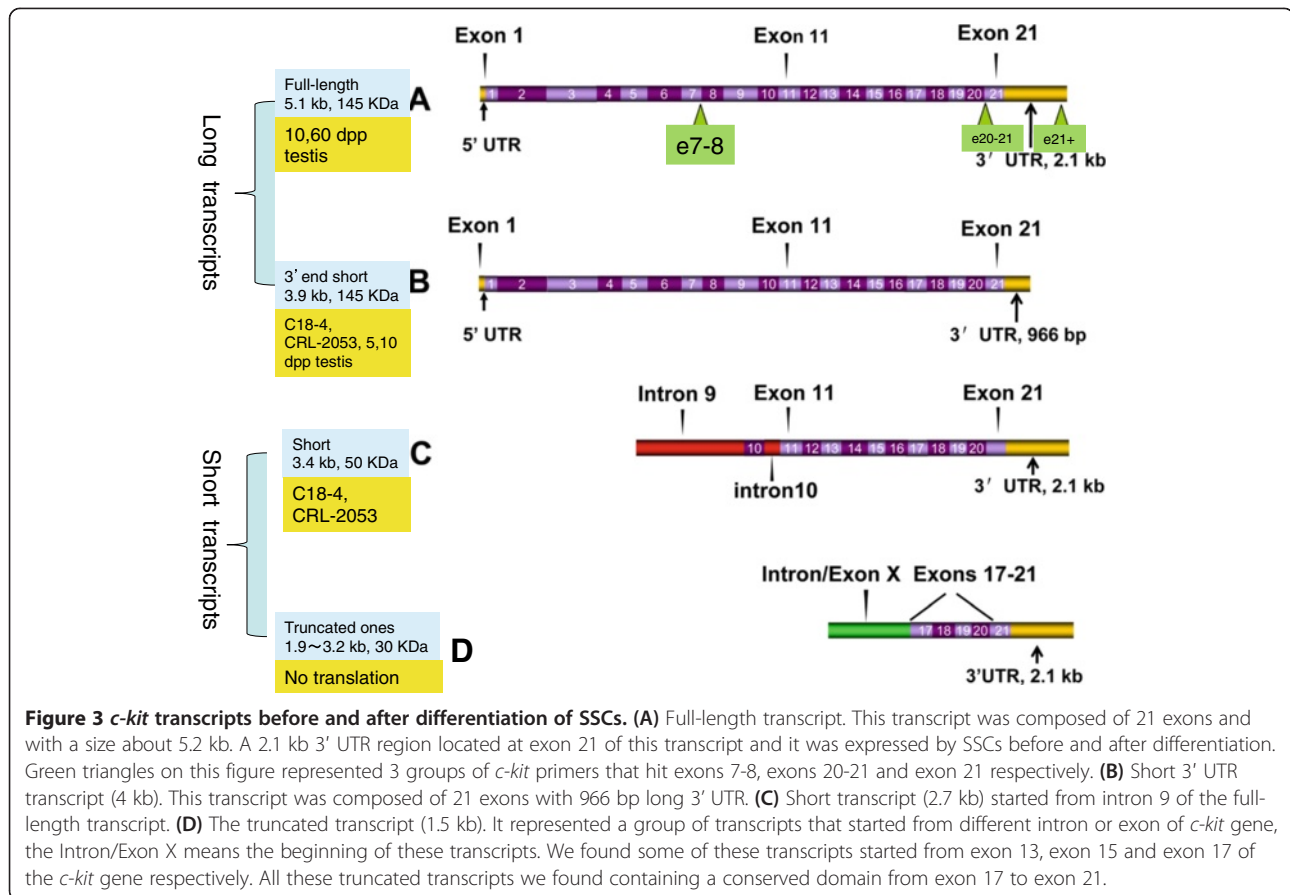 Exon 1
Exon 11
Exon 21
Full-length
5.1 kb, 145 KDa
A
1 2 3 4 5 6 7 8 9 10 11 12 13 14 15 16 17 18 19 20 21
10,60 dpp
testis
5' UTR
e7-8
e20-21
e21+
3' UTR, 2.1 kb
Long transcripts
Exon 1
Exon 11
Exon 21
3' end short
3.9 kb, 145 KDa
B
1 2 3 4 5 6 7 8 9 10 11 12 13 14 15 16 17 18 19 20 21
C18-4,
CRL-2053, 5,10
dpp testis
5' UTR
3' UTR, 966 bp
Intron 9
Exon 11
Exon 21
Short
3.4 kb, 50 KDa
C
10 11 12 13 14 15 16 17 18 19 20
C18-4,
CRL-2053
intron10
3' UTR, 2.1 kb
Short transcripts
Intron/Exon X Exons 17-21
Truncated ones
1.9~3.2 kb, 30 KDa
D
17 18 19 20 21
No translation
3'UTR, 2.1 kb
Figure 3 c-kit transcripts before and after differentiation of SSCs. (A) Full-length transcript. This transcript was composed of 21 exons and
with a size about 5.2 kb. A 2.1 kb 3′ UTR region located at exon 21 of this transcript and it was expressed by SSCs before and after differentiation.
Green triangles on this figure represented 3 groups of c-kit primers that hit exons 7-8, exons 20-21 and exon 21 respectively. (B) Short 3′ UTR
transcript (4 kb). This transcript was composed of 21 exons with 966 bp long 3′ UTR. (C) Short transcript (2.7 kb) started from intron 9 of the full-
length transcript. (D) The truncated transcript (1.5 kb). It represented a group of transcripts that started from different intron or exon of c-kit gene,
the Intron/Exon X means the beginning of these transcripts. We found some of these transcripts started from exon 13, exon 15 and exon 17 of
the c-kit gene respectively. All these truncated transcripts we found containing a conserved domain from exon 17 to exon 21.